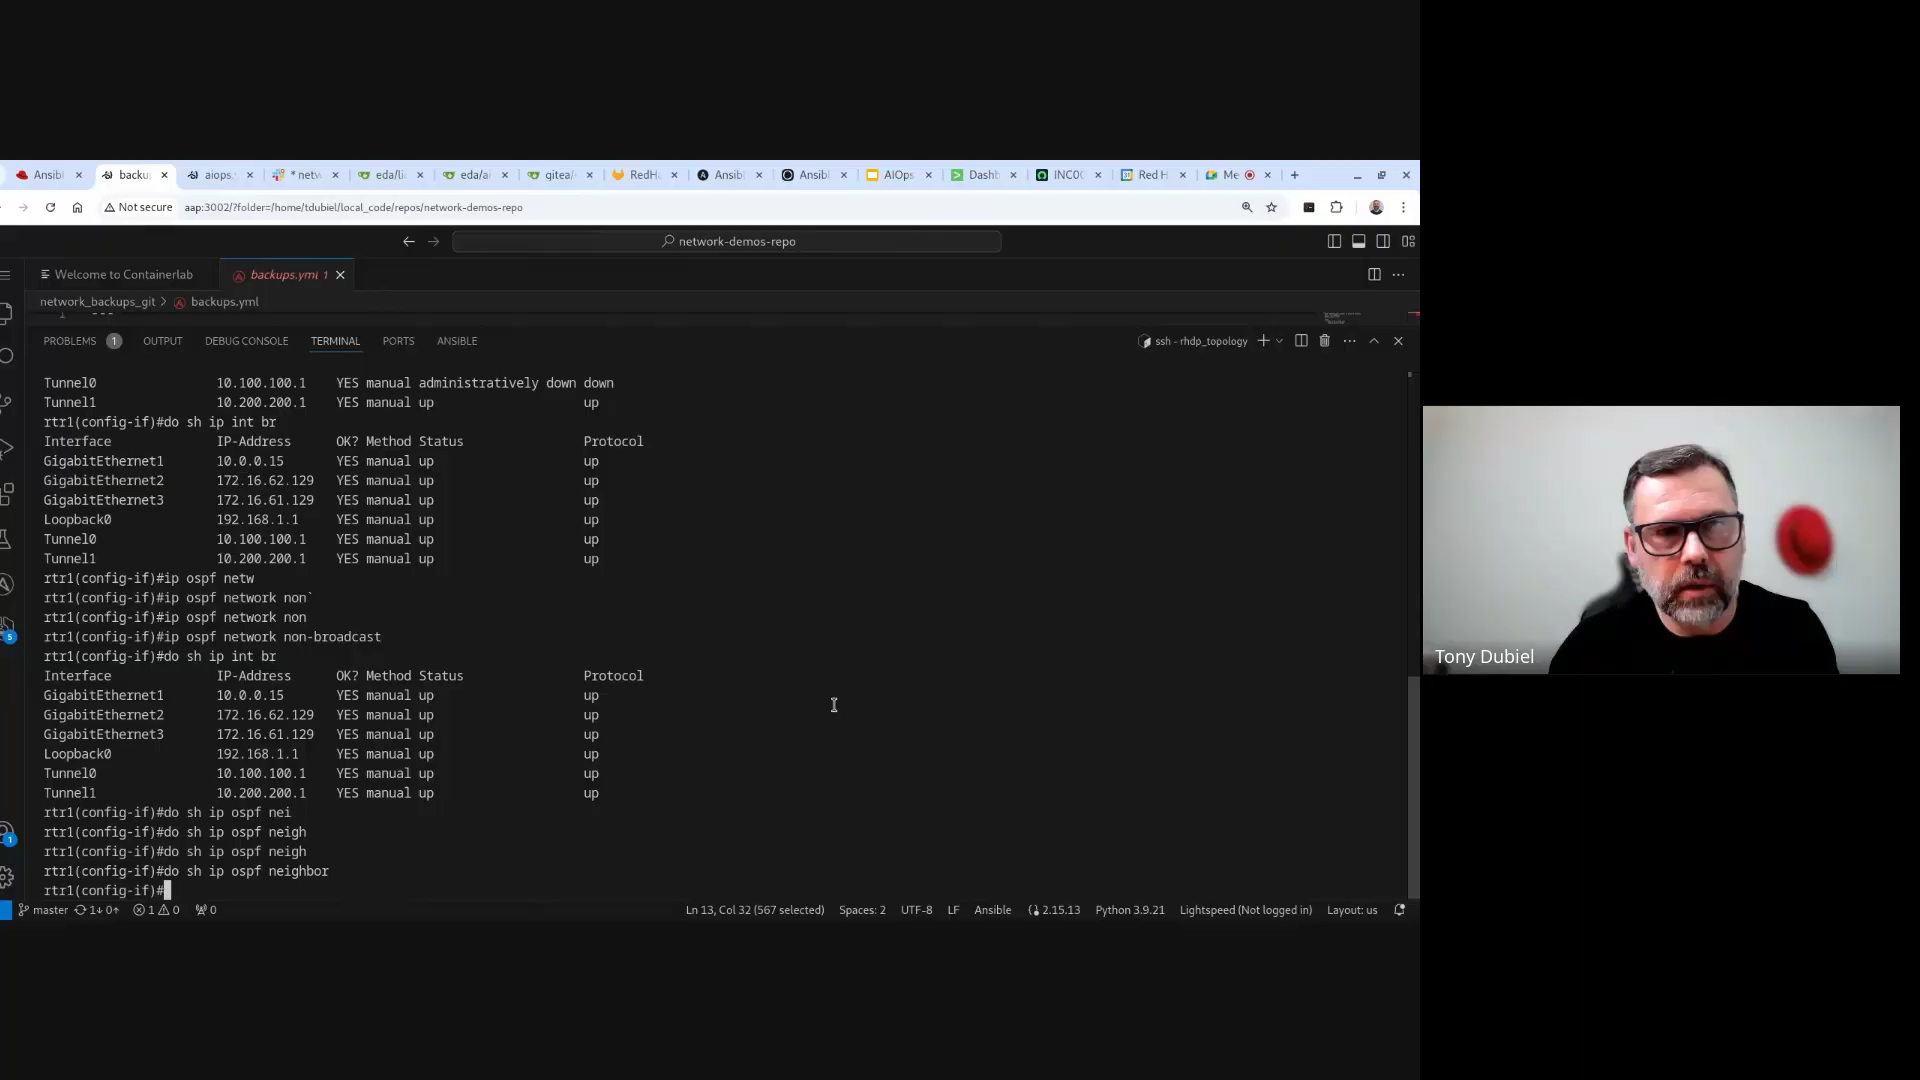 Ansibl
backup
aiops.
* netw
eda/lia
eda/ai
gitea/
RedHa
Ansibl
Ansibl
AIOps
Dashb
INC00
Red H
Me
Not secure aap:3002/?folder=/home/tdubiel/local_code/repos/network-demos-repo
network-demos-repo
Welcome to Containerlab
backups.yml 1
network_backups_git > backups.yml
PROBLEMS 1 OUTPUT DEBUG CONSOLE TERMINAL PORTS ANSIBLE
ssh - rhdp_topology
Tunnel0 10.100.100.1 YES manual administratively down down
Tunnel1 10.200.200.1 YES manual up up
rtr1(config-if)#do sh ip int br
Interface IP-Address OK? Method Status Protocol
GigabitEthernet1 10.0.0.15 YES manual up up
GigabitEthernet2 172.16.62.129 YES manual up up
GigabitEthernet3 172.16.61.129 YES manual up up
Loopback0 192.168.1.1 YES manual up up
Tunnel0 10.100.100.1 YES manual up up
Tunnel1 10.200.200.1 YES manual up up
rtr1(config-if)#ip ospf netw
rtr1(config-if)#ip ospf network non`
rtr1(config-if)#ip ospf network non
rtr1(config-if)#ip ospf network non-broadcast
rtr1(config-if)#do sh ip int br
Interface IP-Address OK? Method Status Protocol
GigabitEthernet1 10.0.0.15 YES manual up up
GigabitEthernet2 172.16.62.129 YES manual up up
GigabitEthernet3 172.16.61.129 YES manual up up
Loopback0 192.168.1.1 YES manual up up
Tunnel0 10.100.100.1 YES manual up up
Tunnel1 10.200.200.1 YES manual up up
rtr1(config-if)#do sh ip ospf nei
rtr1(config-if)#do sh ip ospf neigh
rtr1(config-if)#do sh ip ospf neigh
rtr1(config-if)#do sh ip ospf neighbor
rtr1(config-if)#
5
1
master 1↓ 0↑ 1 0 0
Ln 13, Col 32 (567 selected) Spaces: 2 UTF-8 LF Ansible 2.15.13 Python 3.9.21 Lightspeed (Not logged in) Layout: us
Tony Dubiel